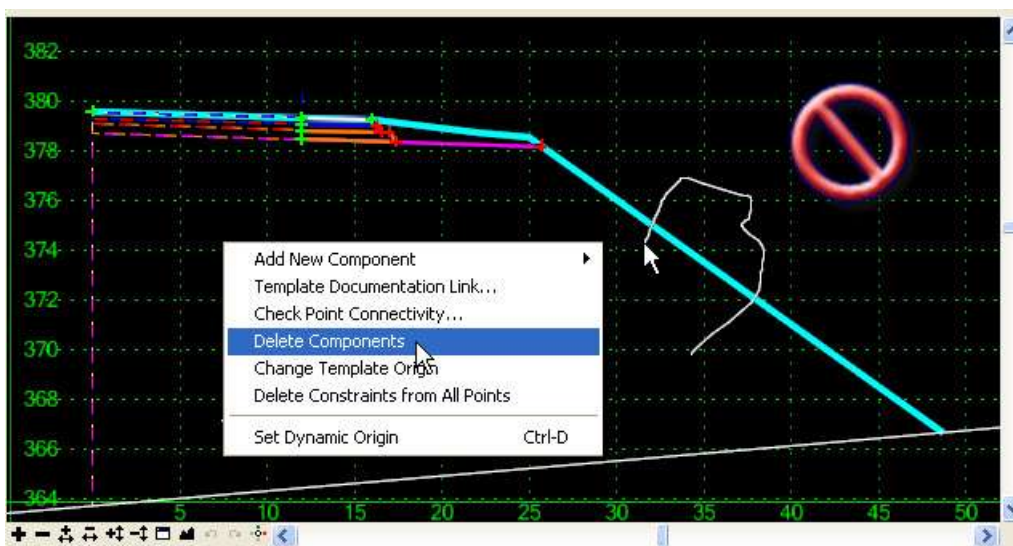 382
380
378
376
374
372
370
368
366
364
Add New Component
Template Documentation Link...
Check Point Connectivity...
Delete Components
Change Template Origin
Delete Constraints from All Points
Set Dynamic Origin Ctrl-D
5 10 15 20 25 30 35 40 45 50